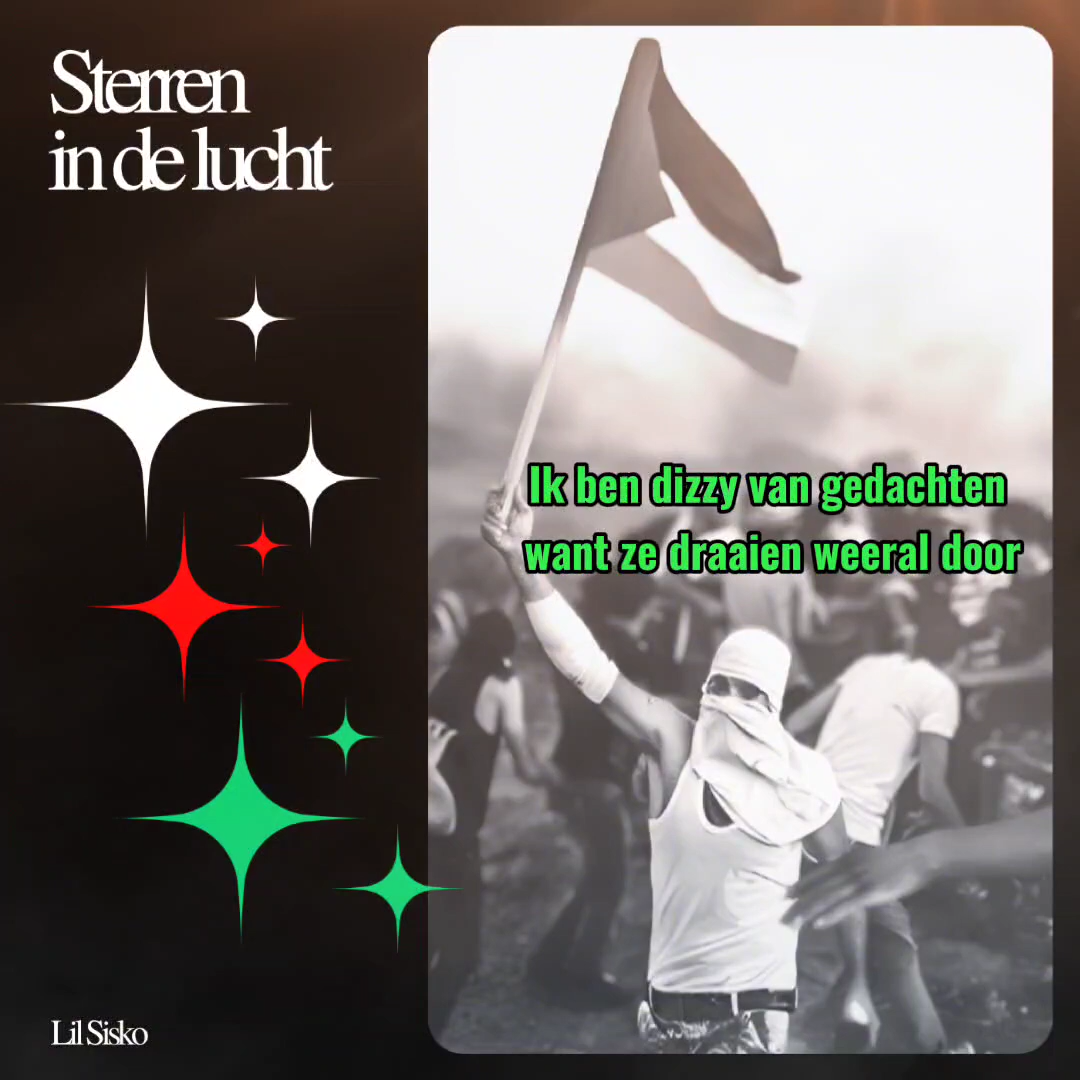 Sterren
in de lucht
Ik ben dizzy van gedachten
want ze draaien weeral door
Lil Sisko